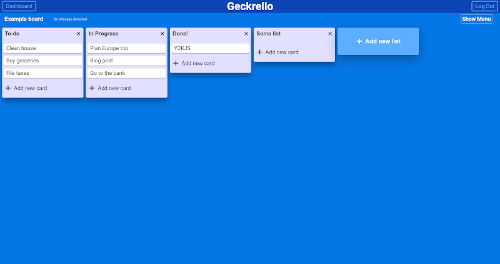 Dashboard
Geckrello
Log Out
Example board
No changes detected
Show Menu
To-do ×
Clean house
Buy groceries
File taxes
+ Add new card
In Progress ×
Plan Europe trip
Blog post
Go to the bank
+ Add new card
Done! ×
YDKJS
+ Add new card
Some list ×
+ Add new card
+ Add new list